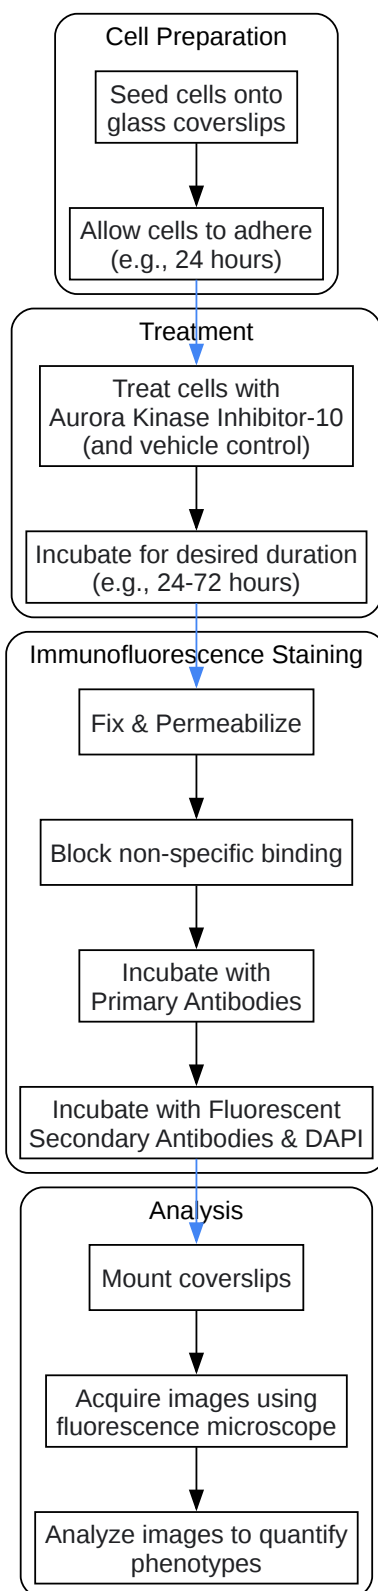 Cell Preparation
Seed cells onto
glass coverslips
Allow cells to adhere
(e.g., 24 hours)
Treatment
Treat cells with
Aurora Kinase Inhibitor-10
(and vehicle control)
Incubate for desired duration
(e.g., 24-72 hours)
Immunofluorescence Staining
Fix & Permeabilize
Block non-specific binding
Incubate with
Primary Antibodies
Incubate with Fluorescent
Secondary Antibodies & DAPI
Analysis
Mount coverslips
Acquire images using
fluorescence microscope
Analyze images to quantify
phenotypes